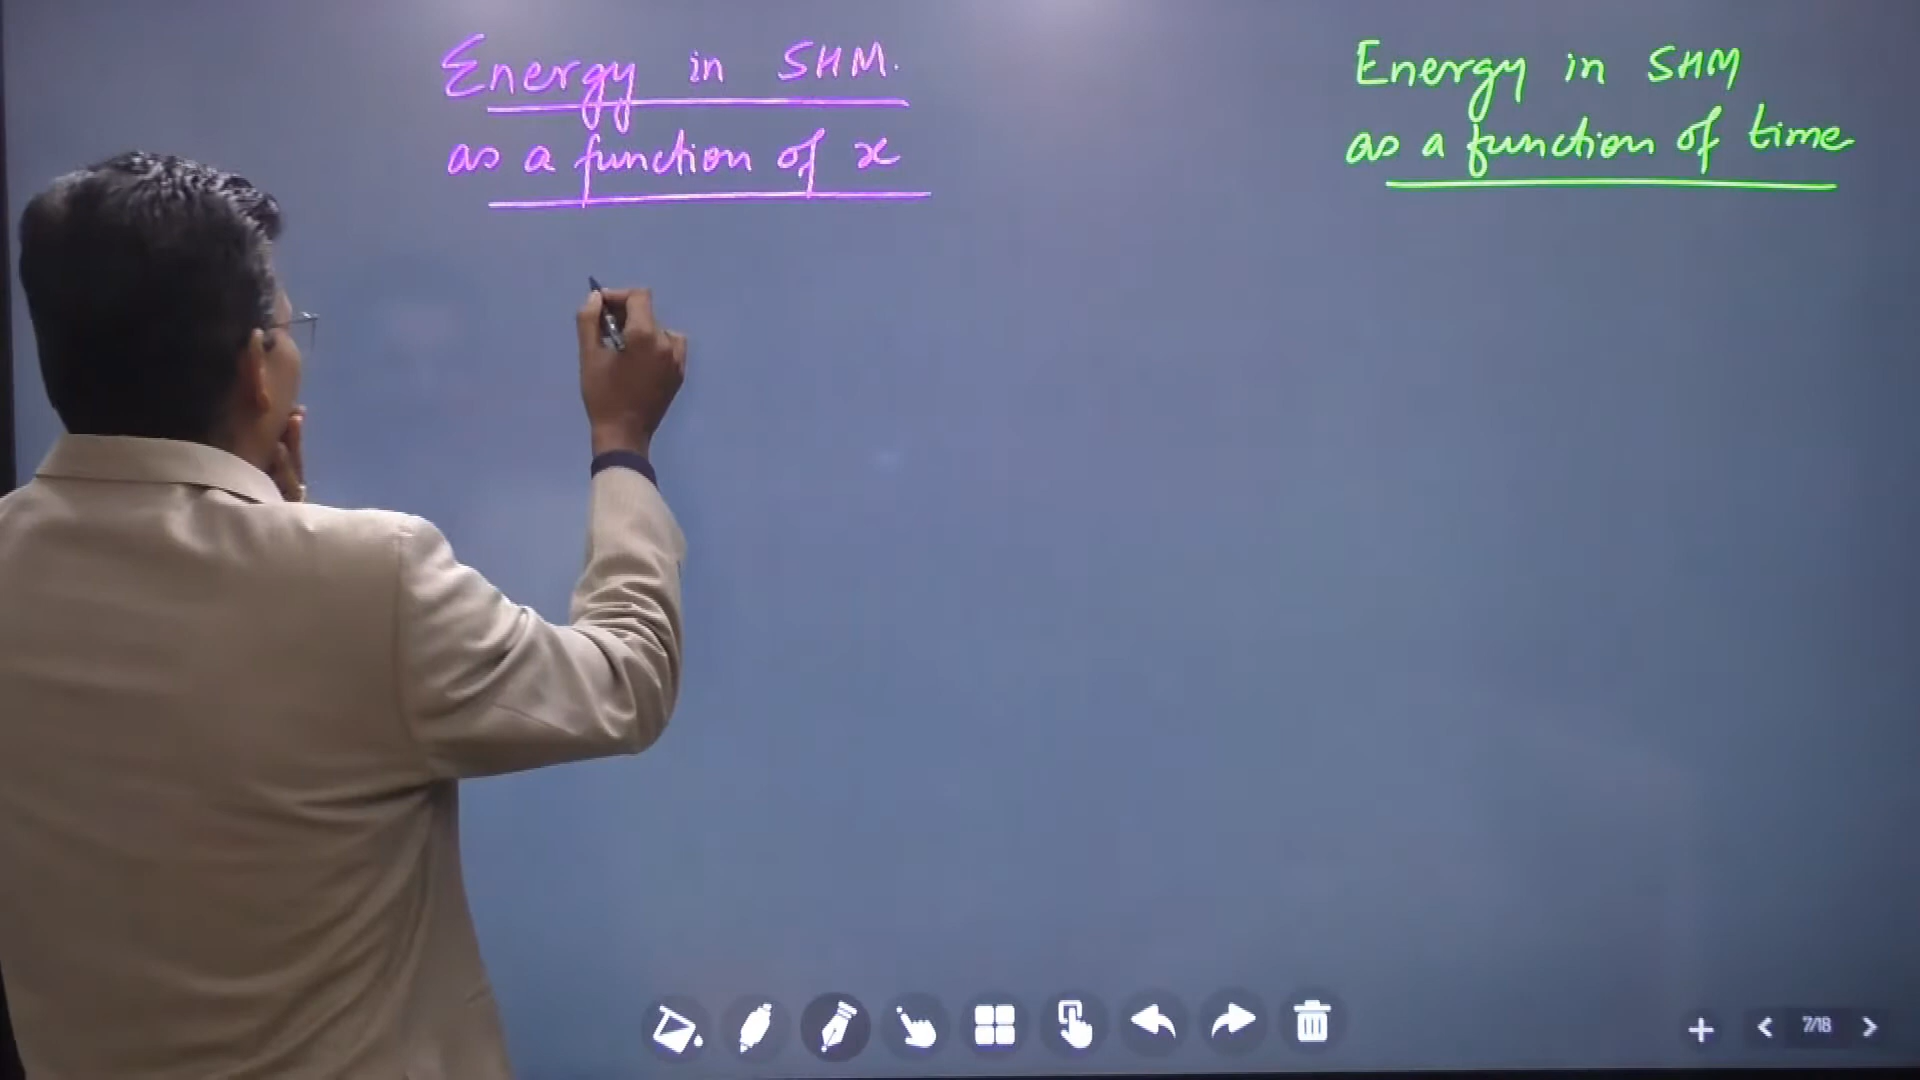 Energy in SHM.
as a function of x
Energy in SHM
as a function of time
7/18